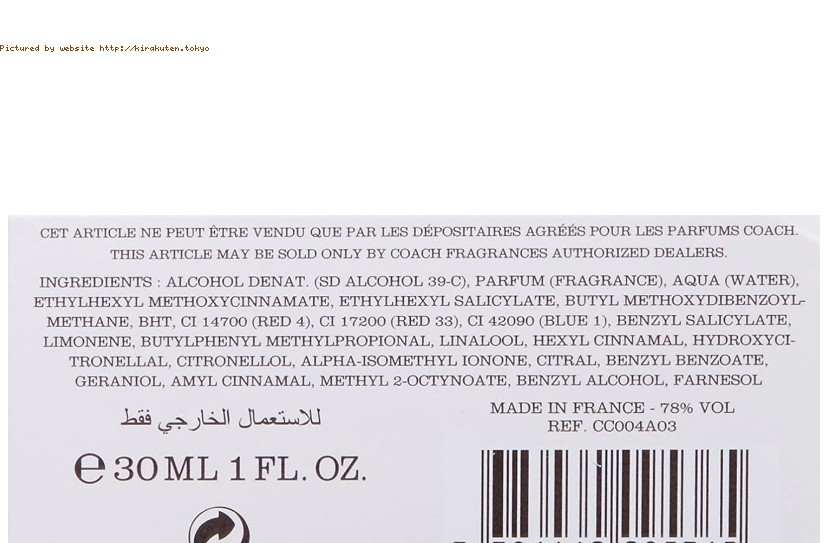 Pictured by website http://kirakuten.tokyo
CET ARTICLE NE PEUT ÊTRE VENDU QUE PAR LES DÉPOSITAIRES AGRÉÉS POUR LES PARFUMS COACH.
THIS ARTICLE MAY BE SOLD ONLY BY COACH FRAGRANCES AUTHORIZED DEALERS.
INGREDIENTS : ALCOHOL DENAT. (SD ALCOHOL 39-C), PARFUM (FRAGRANCE), AQUA (WATER),
ETHYLHEXYL METHOXYCINNAMATE, ETHYLHEXYL SALICYLATE, BUTYL METHOXYDIBENZOYL-
METHANE, BHT, CI 14700 (RED 4), CI 17200 (RED 33), CI 42090 (BLUE 1), BENZYL SALICYLATE,
LIMONENE, BUTYLPHENYL METHYLPROPIONAL, LINALOOL, HEXYL CINNAMAL, HYDROXYCI-
TRONELLAL, CITRONELLOL, ALPHA-ISOMETHYL IONONE, CITRAL, BENZYL BENZOATE,
GERANIOL, AMYL CINNAMAL, METHYL 2-OCTYNOATE, BENZYL ALCOHOL, FARNESOL
للاستعمال الخارجي فقط
MADE IN FRANCE - 78% VOL
REF. CC004A03
℮ 30 ML 1 FL. OZ.